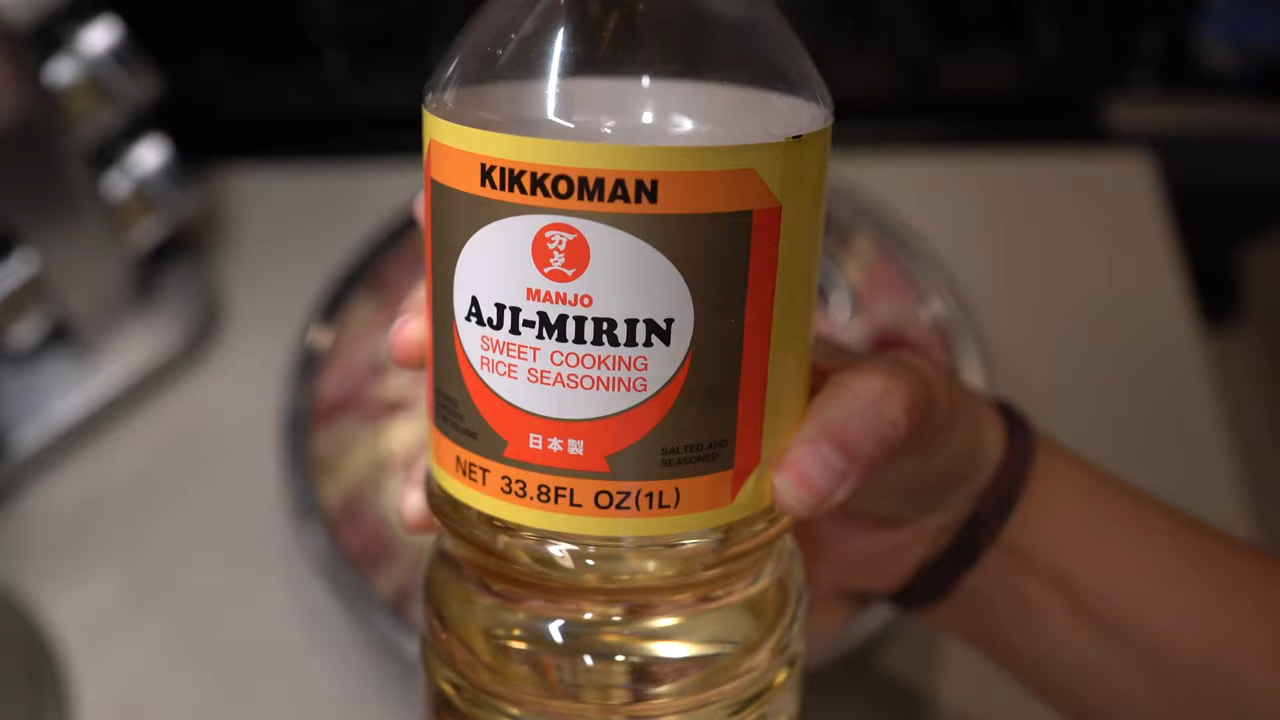 KIKKOMAN
万上
MANJO
AJI-MIRIN
SWEET COOKING
RICE SEASONING
日本製
SALTED AND
SEASONED
NET 33.8FL OZ(1L)